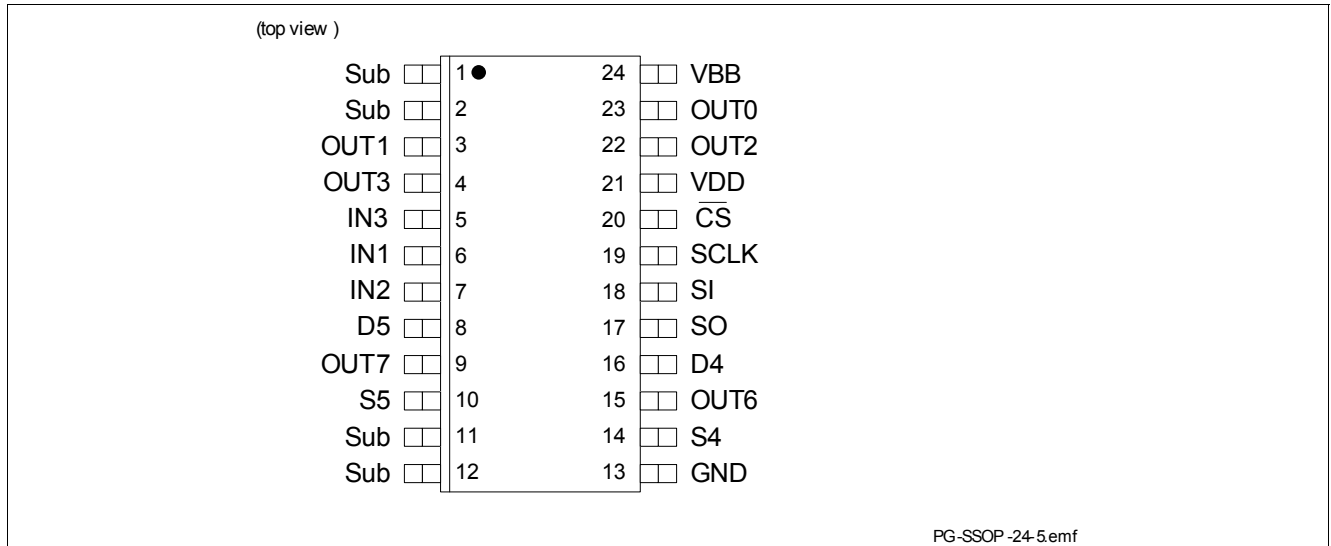 (top view )
Sub 1 24 VBB
Sub 2 23 OUT0
OUT1 3 22 OUT2
OUT3 4 21 VDD
IN3 5 20 C̅S̅
IN1 6 19 SCLK
IN2 7 18 SI
D5 8 17 SO
OUT7 9 16 D4
S5 10 15 OUT6
Sub 11 14 S4
Sub 12 13 GND
PG-SSOP -24-5.emf